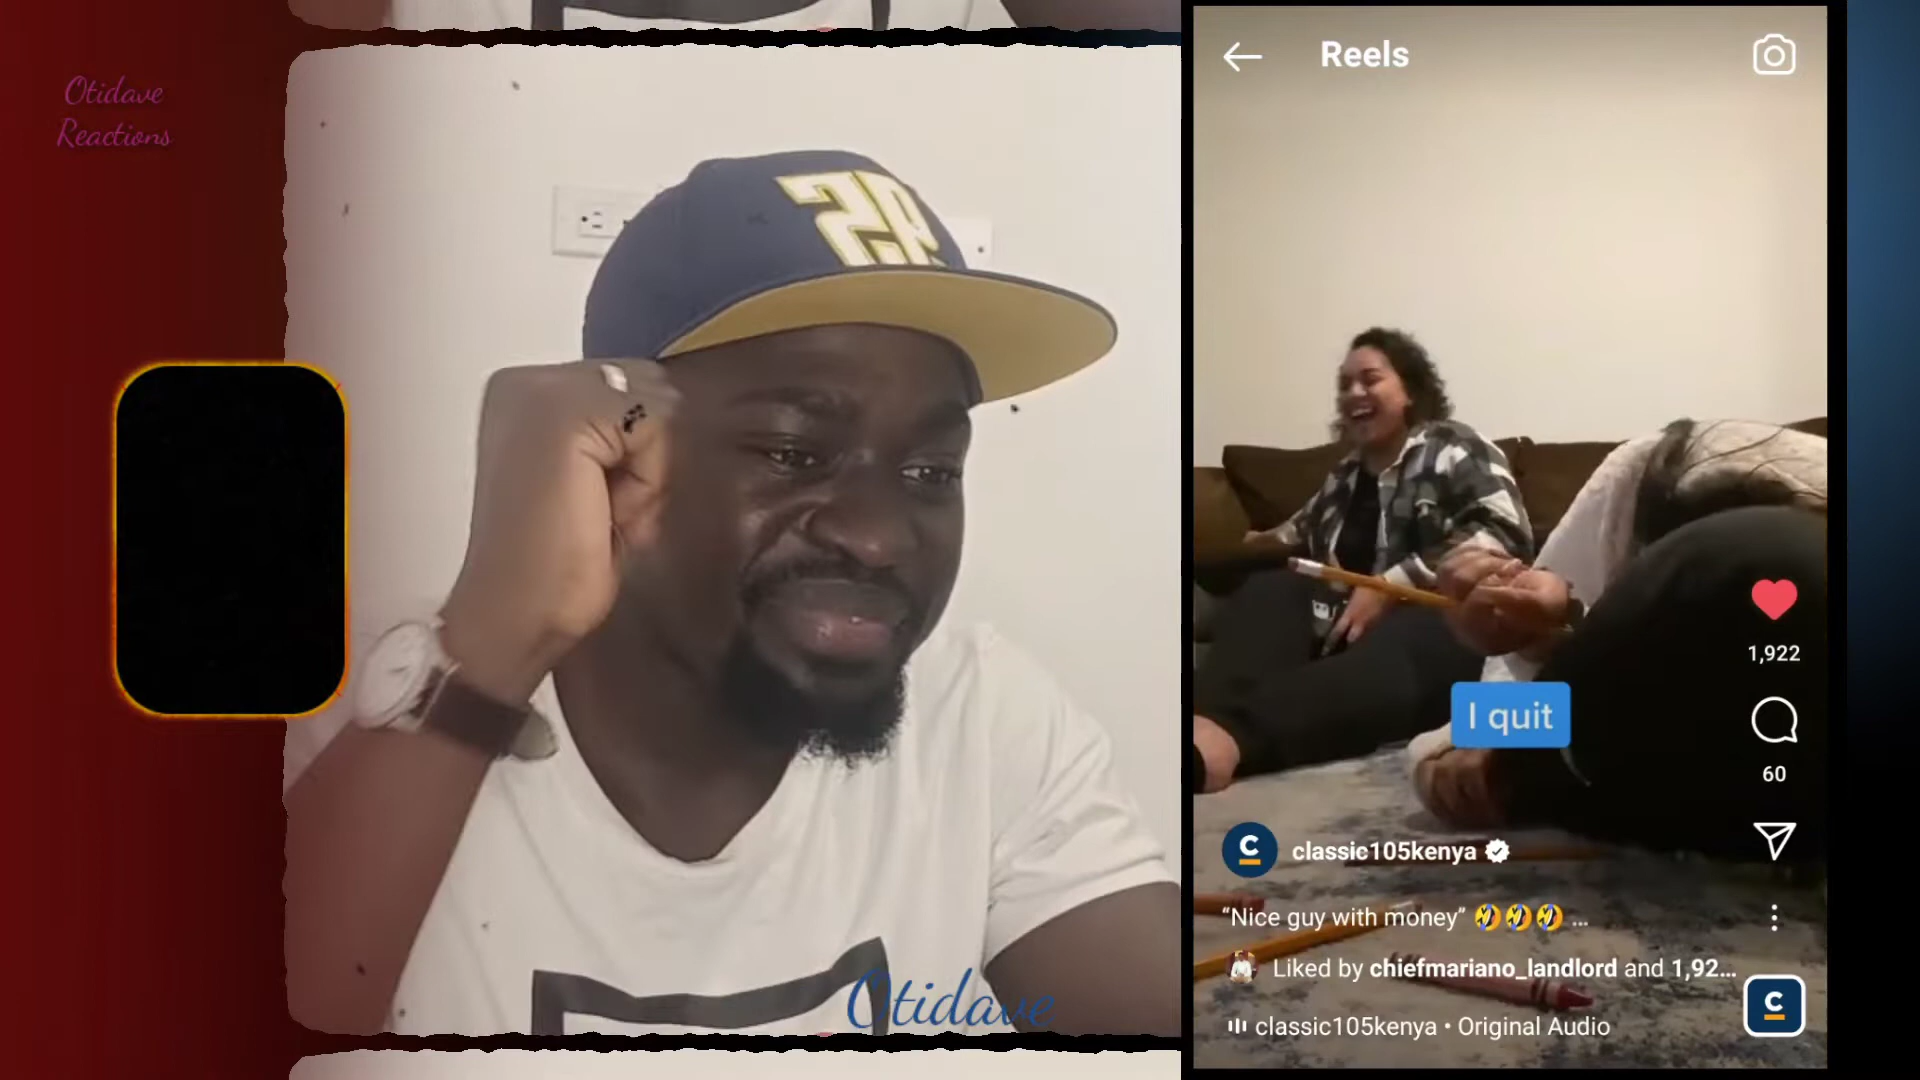 Otidave
Reactions
Otidave
Reels
I quit
1,922
60
classic105kenya
“Nice guy with money” 🤣🤣🤣 ...
Liked by chiefmariano_landlord and 1,92...
classic105kenya • Original Audio
C
C